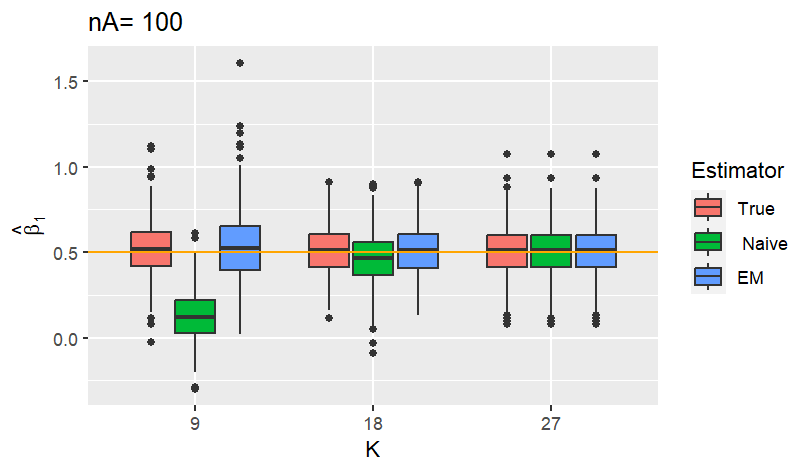 nA= 100
β̂₁
1.5
1.0
0.5
0.0
9 18 27
K
Estimator
True
Naive
EM